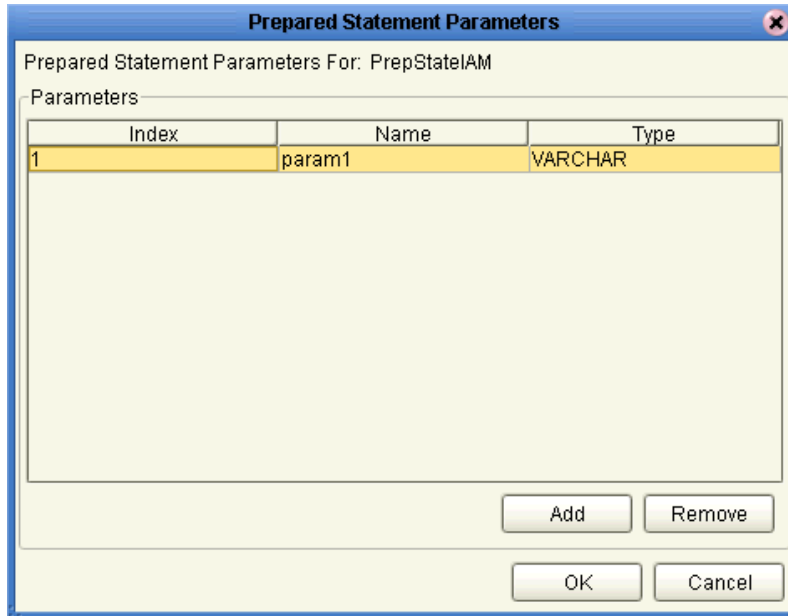 Prepared Statement Parameters
Prepared Statement Parameters For: PrepStateIAM
Parameters
Index Name Type
1 param1 VARCHAR
Add Remove
OK Cancel